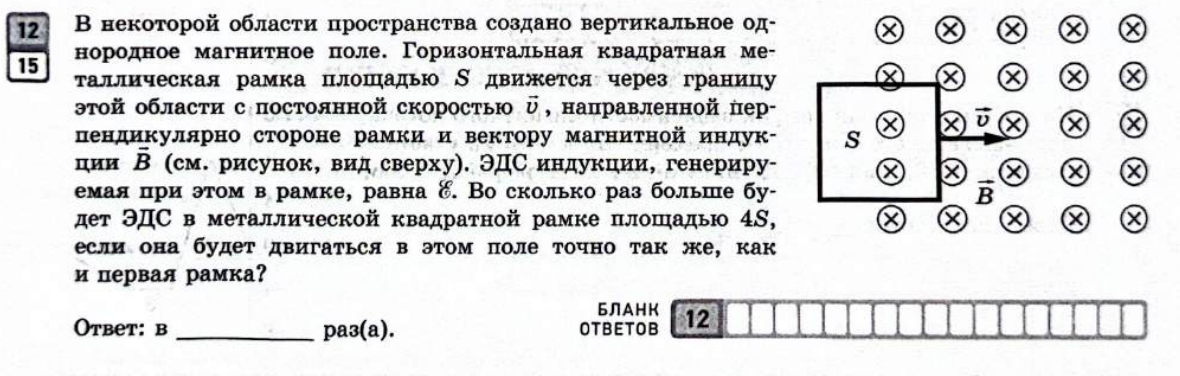 12
15
В некоторой области пространства создано вертикальное од-
нородное магнитное поле. Горизонтальная квадратная ме-
таллическая рамка площадью S движется через границу
этой области с постоянной скоростью v⃗, направленной пер-
пендикулярно стороне рамки и вектору магнитной индук-
ции B⃗ (см. рисунок, вид сверху). ЭДС индукции, генериру-
емая при этом в рамке, равна ℰ. Во сколько раз больше бу-
дет ЭДС в металлической квадратной рамке площадью 4S,
если она будет двигаться в этом поле точно так же, как
и первая рамка?
S
v⃗
B⃗
Ответ: в ____________ раз(а).
БЛАНК
ОТВЕТОВ
12